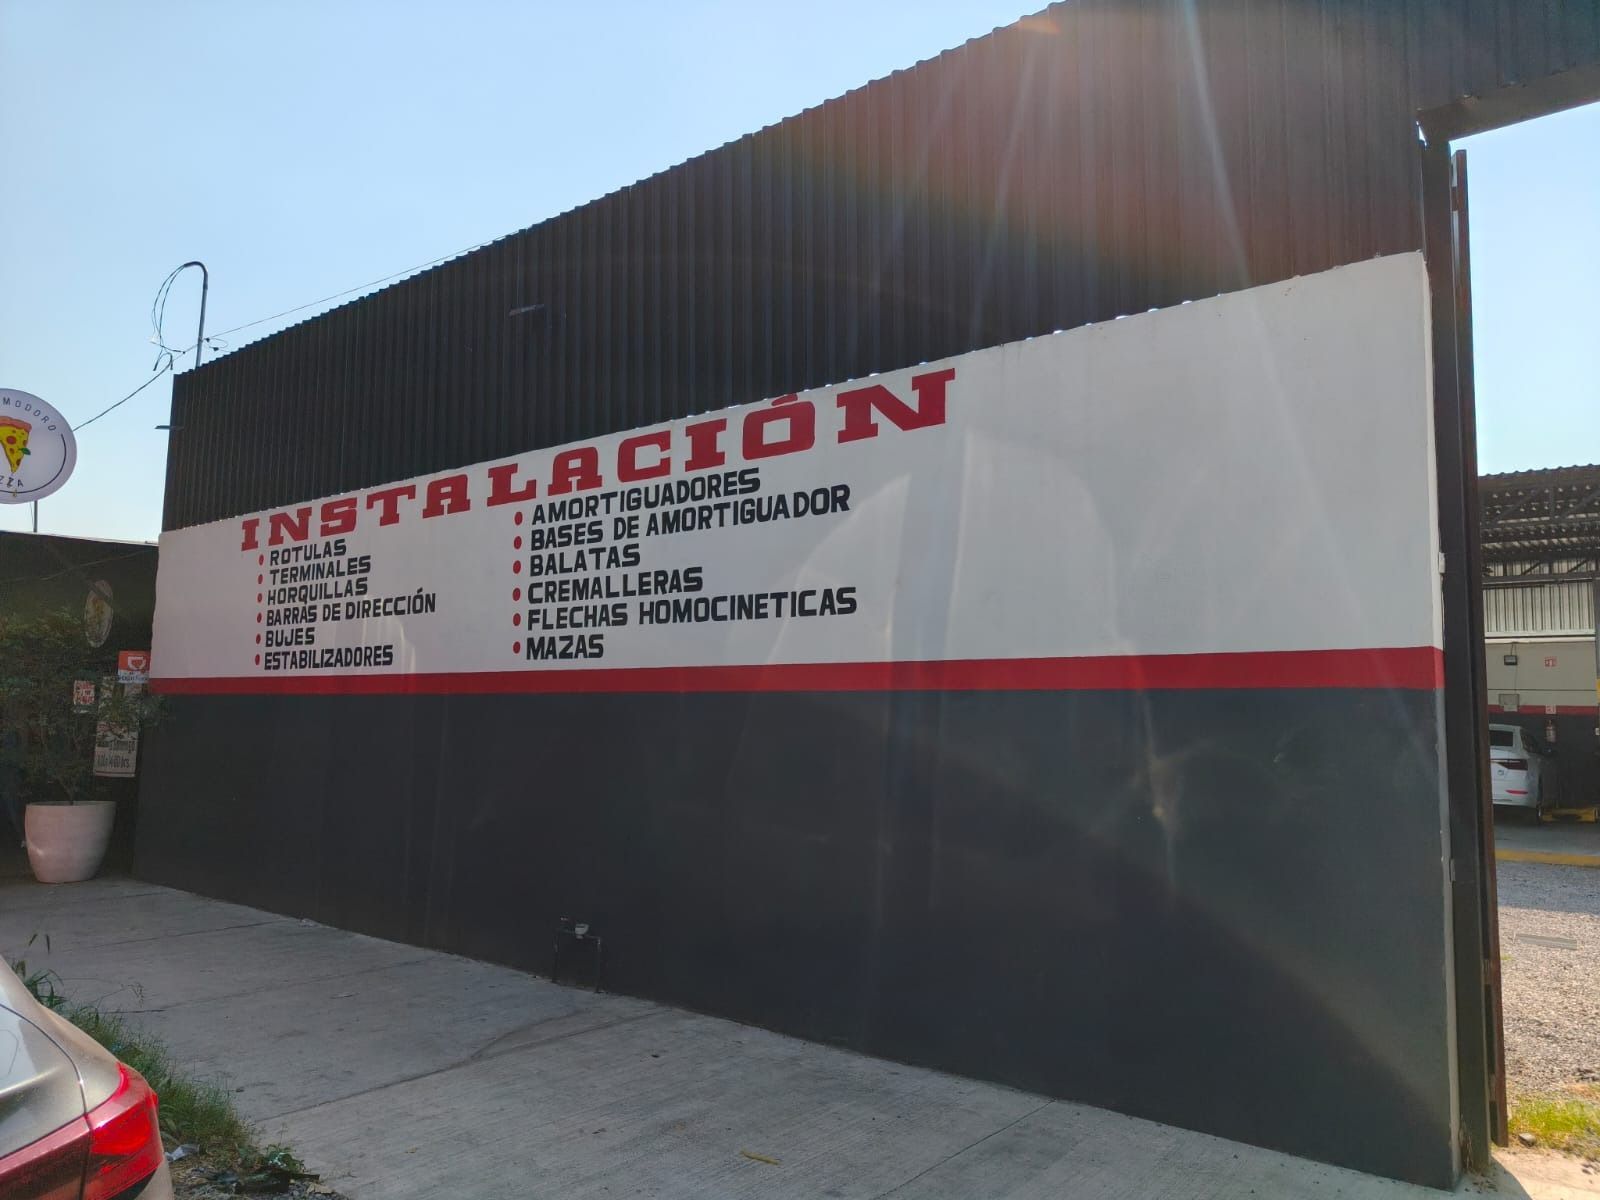 INSTALACIÓN
• ROTULAS
• TERMINALES
• HORQUILLAS
• BARRAS DE DIRECCIÓN
• BUJES
• ESTABILIZADORES
• AMORTIGUADORES
• BASES DE AMORTIGUADOR
• BALATAS
• CREMALLERAS
• FLECHAS HOMOCINETICAS
• MAZAS